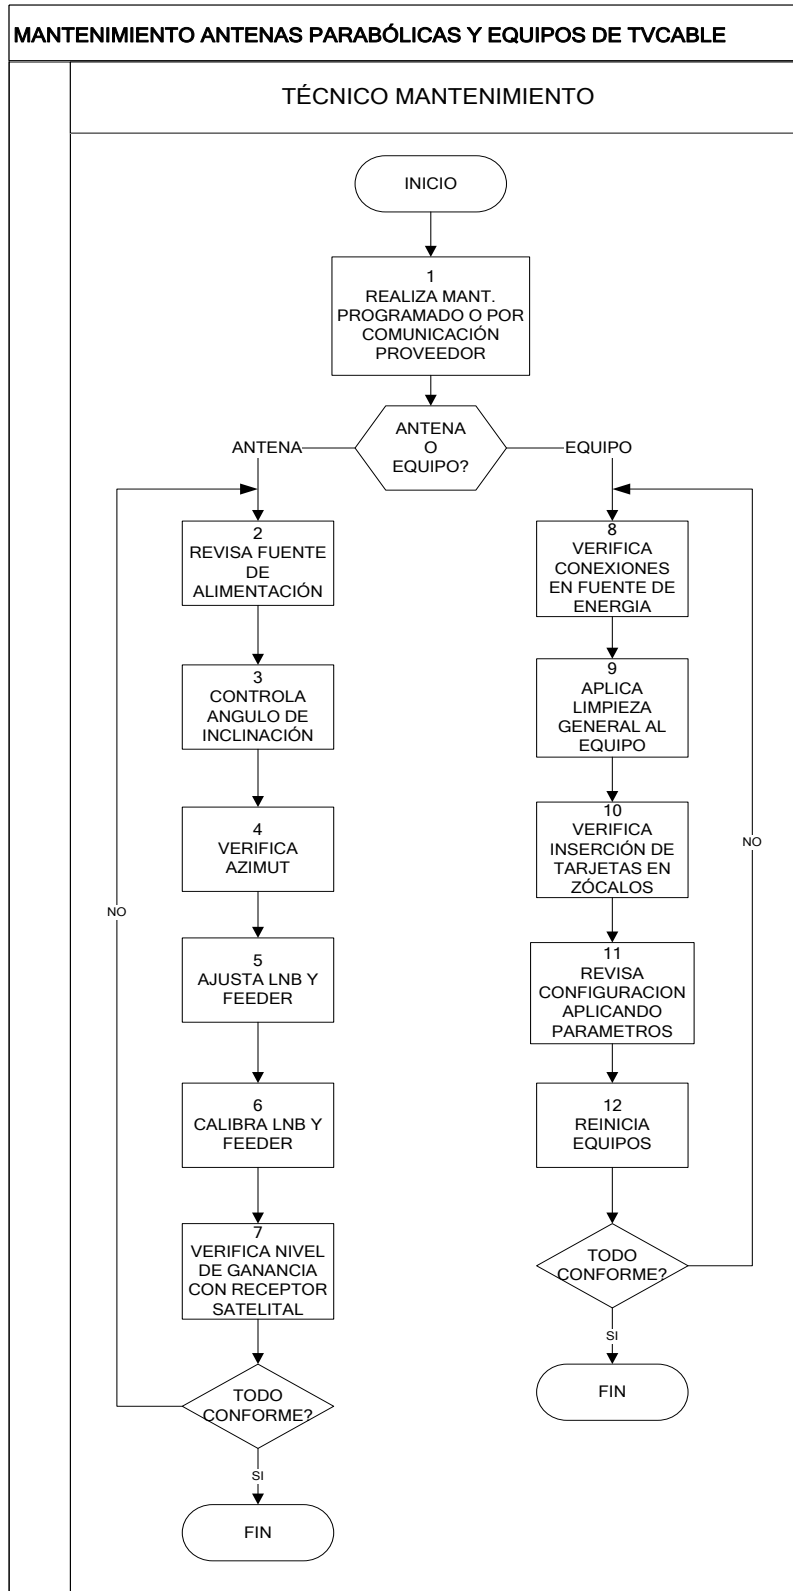 MANTENIMIENTO ANTENAS PARABÓLICAS Y EQUIPOS DE TVCABLE
TÉCNICO MANTENIMIENTO
INICIO
1
REALIZA MANT.
PROGRAMADO O POR
COMUNICACIÓN
PROVEEDOR
ANTENA
O
EQUIPO?
ANTENA
EQUIPO
2
REVISA FUENTE
DE
ALIMENTACIÓN
3
CONTROLA
ANGULO DE
INCLINACIÓN
4
VERIFICA
AZIMUT
5
AJUSTA LNB Y
FEEDER
6
CALIBRA LNB Y
FEEDER
7
VERIFICA NIVEL
DE GANANCIA
CON RECEPTOR
SATELITAL
TODO
CONFORME?
NO
SI
FIN
8
VERIFICA
CONEXIONES
EN FUENTE DE
ENERGIA
9
APLICA
LIMPIEZA
GENERAL AL
EQUIPO
10
VERIFICA
INSERCIÓN DE
TARJETAS EN
ZÓCALOS
11
REVISA
CONFIGURACION
APLICANDO
PARAMETROS
12
REINICIA
EQUIPOS
TODO
CONFORME?
NO
SI
FIN